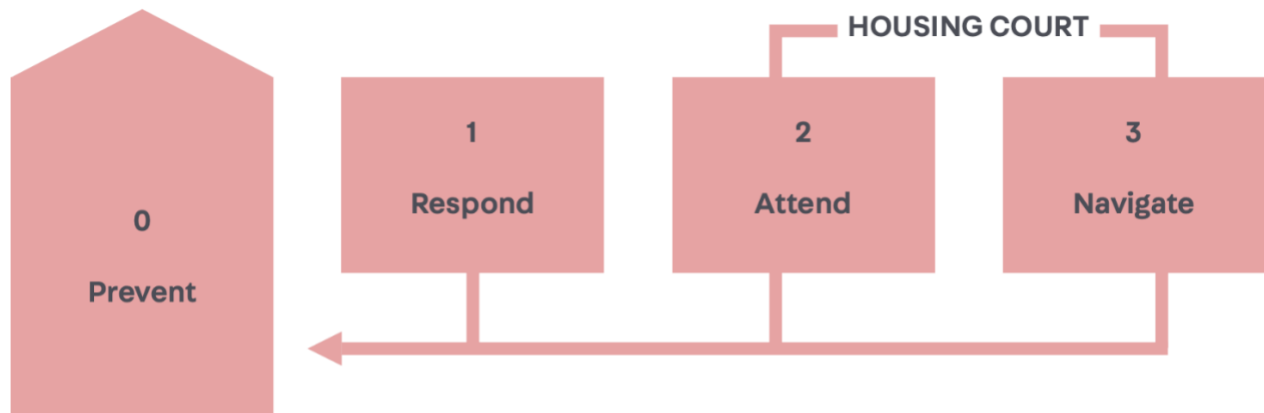 HOUSING COURT
0
Prevent
1
Respond
2
Attend
3
Navigate